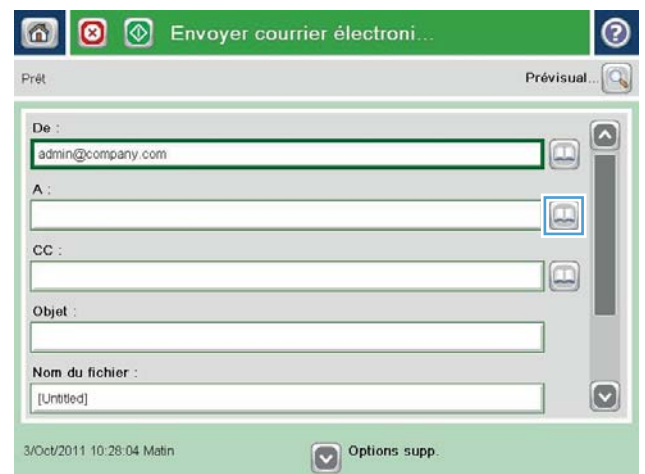 Envoyer courrier électroni...
Prêt
Prévisual...
De :
admin@company.com
A :
CC :
Objet :
Nom du fichier :
[Untitled]
3/Oct/2011 10:28:04 Matin
Options supp.